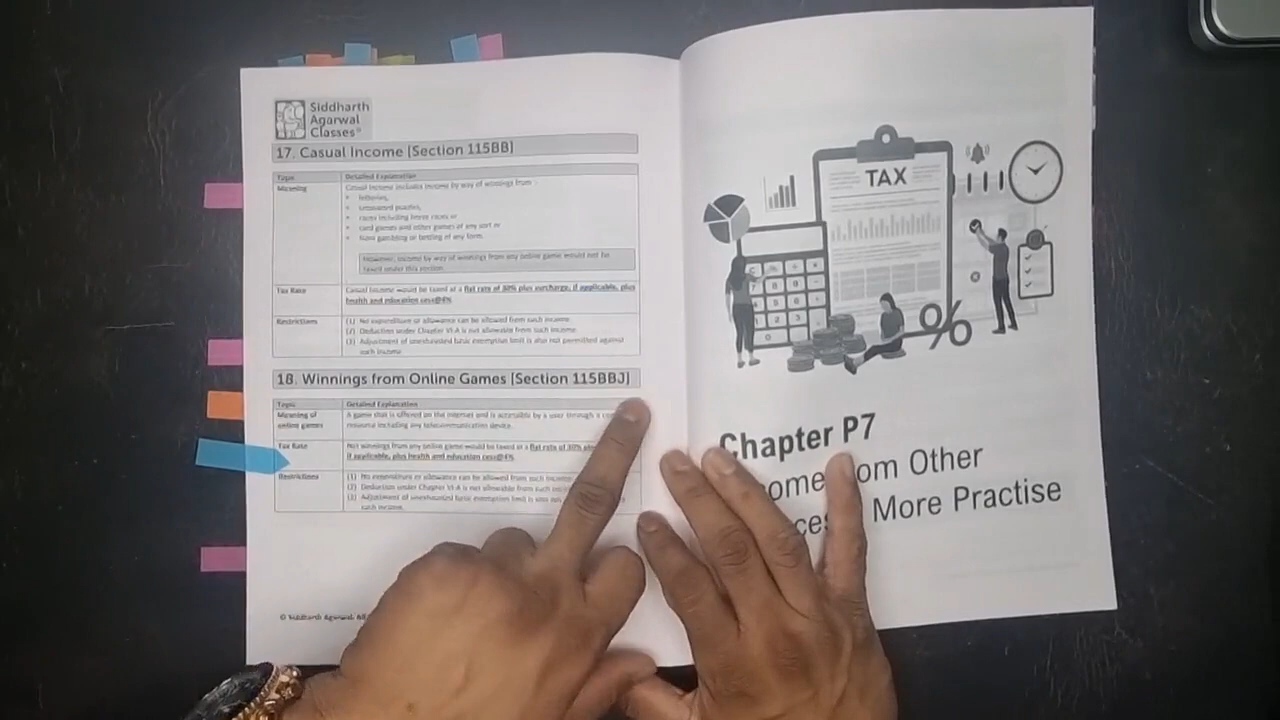 Siddharth
Agarwal
Classes®
17. Casual Income [Section 115BB]
Topic Detailed Explanation
Meaning Casual Income includes income by way of winnings from -
• lotteries,
• crossword puzzles,
• races including horse races or
• card games and other games of any sort or
• from gambling or betting of any form.
However, income by way of winnings from any online game would not be
taxed under this section.
Tax Rate Casual Income would be taxed at a flat rate of 30% plus surcharge, if applicable, plus
health and education cess@4%
Restrictions (1) No expenditure or allowance can be allowed from such income.
(2) Deduction under Chapter VI-A is not allowable from such income.
(3) Adjustment of unexhausted basic exemption limit is also not permitted against
such income
18. Winnings from Online Games [Section 115BBJ]
Topic Detailed Explanation
Meaning of A game that is offered on the internet and is accessible by a user through a
online games resource including any telecommunication device.
Tax Rate Net winnings from any online game would be taxed at a flat rate of 30%
if applicable, plus health and education cess@4%
Restrictions (1) No expenditure or allowance can be allowed from such income
(2) Deduction under Chapter VI-A is not allowable from such
(3) Adjustment of unexhausted basic exemption limit is
such income.
© Siddharth Agarwal
TAX
%
Chapter P7
ome om Other
ces More Practise